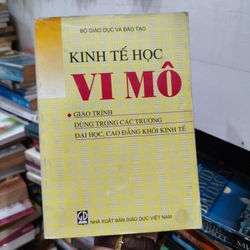 BỘ GIÁO DỤC VÀ ĐÀO TẠO
KINH TẾ HỌC
VI MÔ
GIÁO TRÌNH
DÙNG TRONG CÁC TRƯỜNG
ĐẠI HỌC, CAO ĐẲNG KHỐI KINH TẾ
NHÀ XUẤT BẢN GIÁO DỤC VIỆT NAM